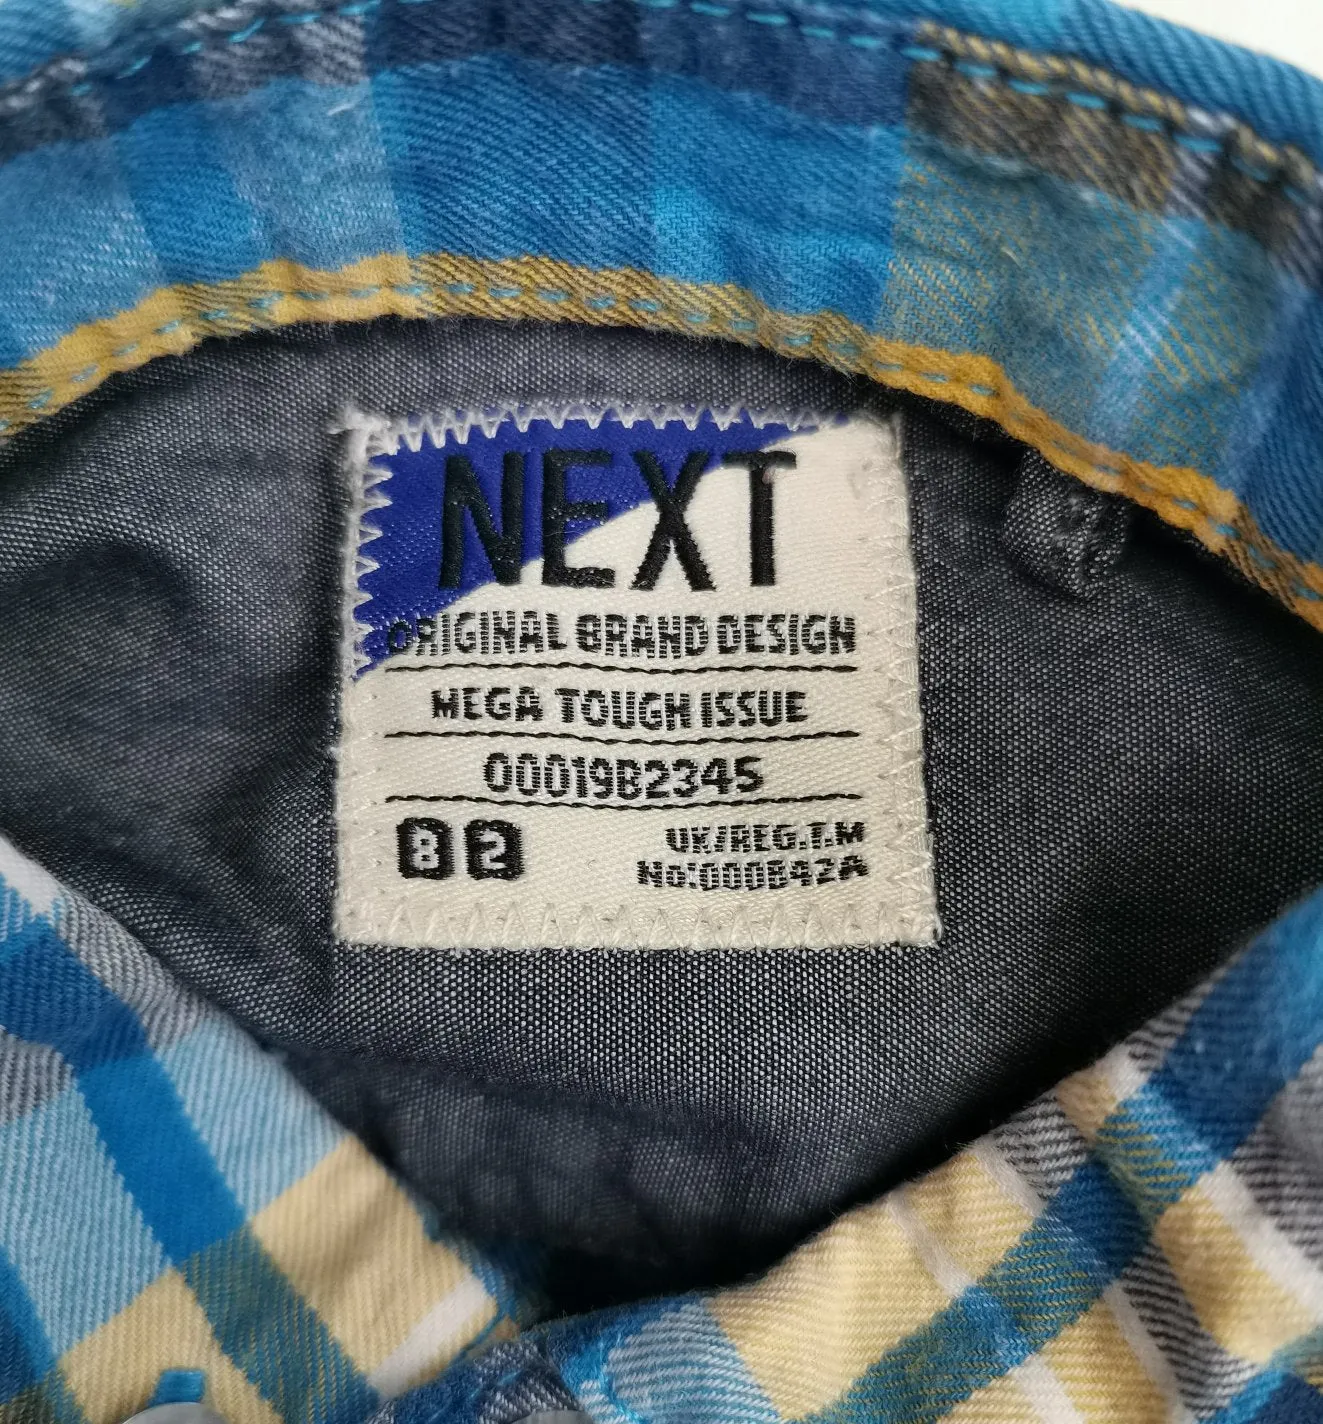 NEXT
ORIGINAL BRAND DESIGN
MEGA TOUGH ISSUE
00019B2345
82
UK/REG.T.M
No:000B42A